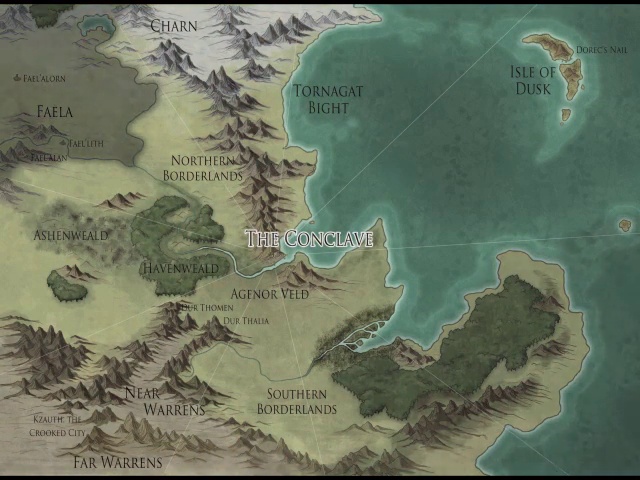 CHARN
DOREC'S NAIL
ISLE OF
DUSK
FAEL'ALORN
TORNAGAT
BIGHT
FAELA
FAEL'LITH
FAEL'ALAN
NORTHERN
BORDERLANDS
ASHENWEALD
THE CONCLAVE
HAVENWEALD
AGENOR VELD
DUR THOMEN
DUR THALIA
NEAR
WARRENS
SOUTHERN
BORDERLANDS
KZAUTH, THE
CROOKED CITY
FAR WARRENS